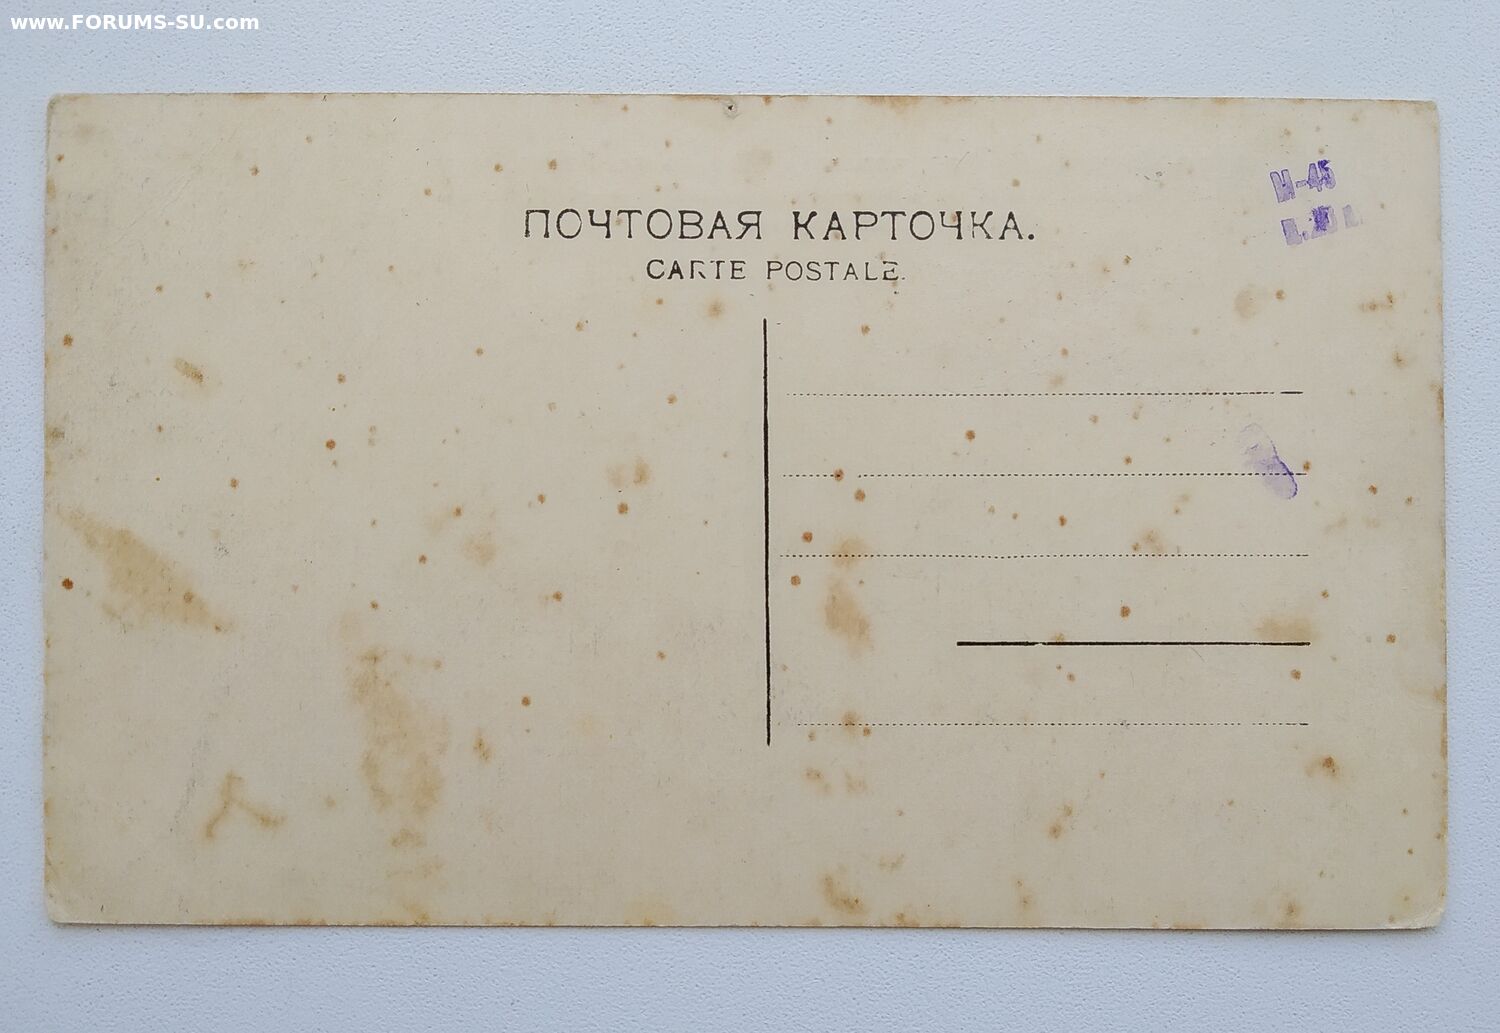 www.FORUMS-SU.com
М-45
ПОЧТОВАЯ КАРТОЧКА.
CARTE POSTALE.